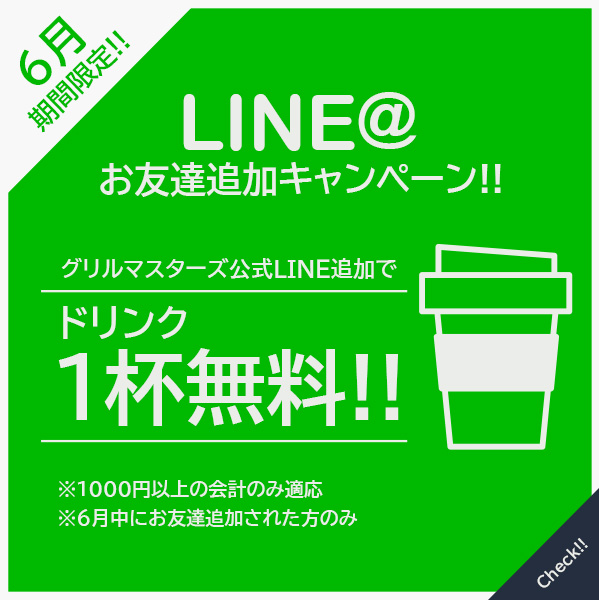 6月
期間限定!!
LINE@
お友達追加キャンペーン!!
グリルマスターズ公式LINE追加で
ドリンク
1杯無料!!
※1000円以上の会計のみ適応
※6月中にお友達追加された方のみ
Check!!